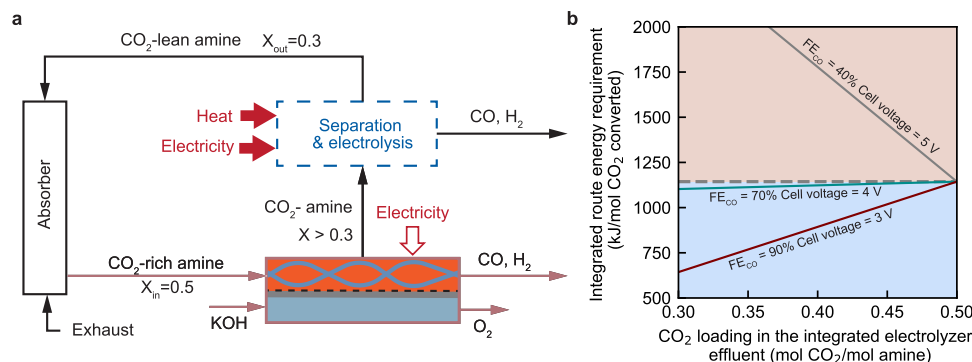 a
CO₂-lean amine
Xout=0.3
Absorber
Heat
Electricity
Separation
& electrolysis
CO, H₂
CO₂- amine
X > 0.3
Electricity
CO₂-rich amine
Xin=0.5
CO, H₂
KOH
O₂
Exhaust
b
Integrated route energy requirement
(kJ/mol CO₂ converted)
2000
1750
1500
1250
1000
750
500
FECO = 40% Cell voltage = 5 V
FECO = 70% Cell voltage = 4 V
FECO = 90% Cell voltage = 3 V
0.30
0.35
0.40
0.45
0.50
CO₂ loading in the integrated electrolyzer
effluent (mol CO₂/mol amine)